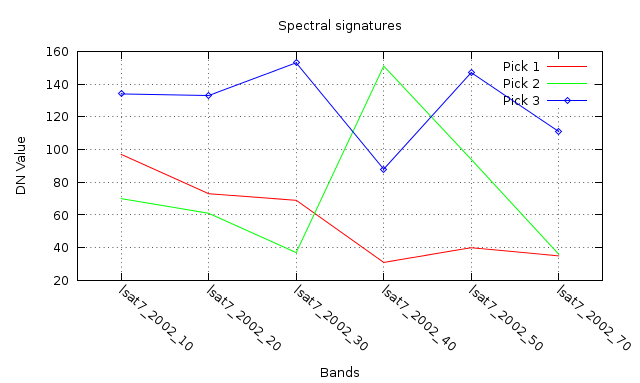 Spectral signatures
DN Value
160
140
120
100
80
60
40
20
Pick 1
Pick 2
Pick 3
lsat7_2002_10
lsat7_2002_20
lsat7_2002_30
lsat7_2002_40
lsat7_2002_50
lsat7_2002_70
Bands